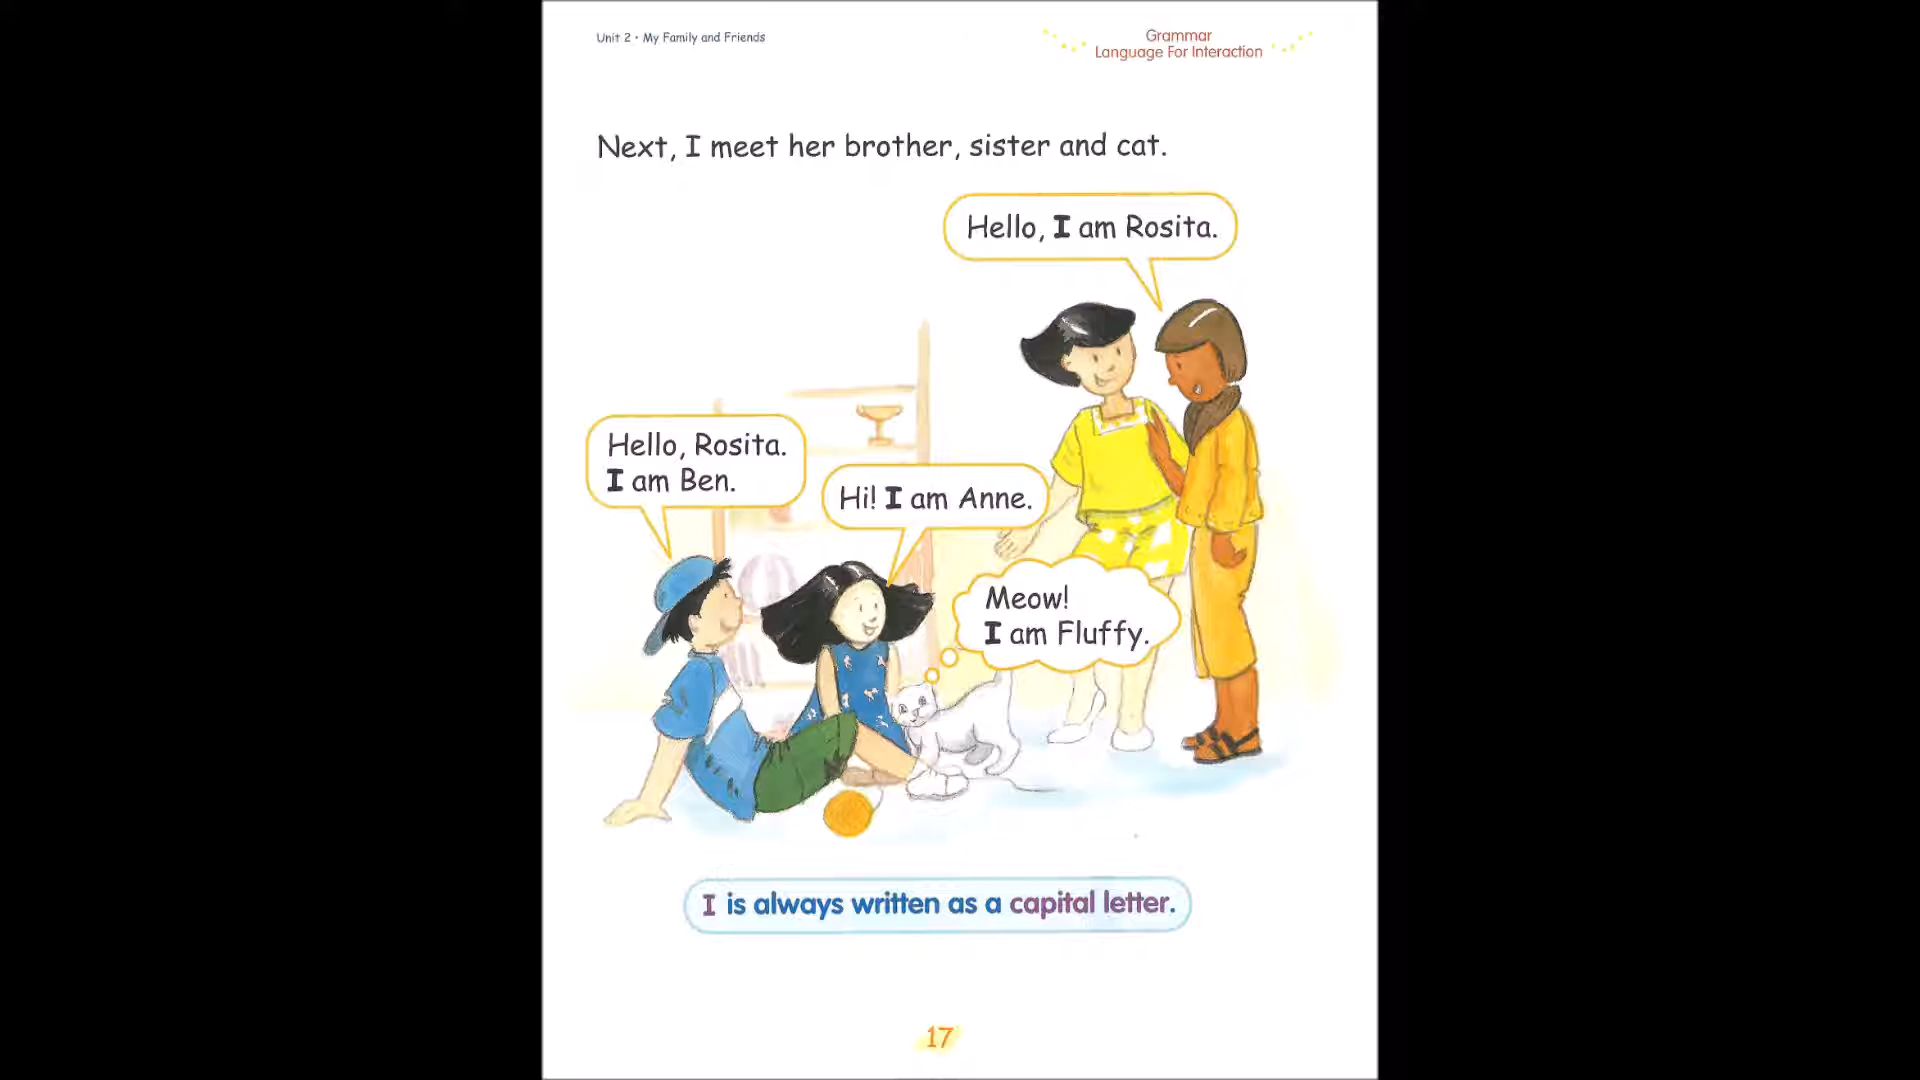 Unit 2 • My Family and Friends
Grammar
Language For Interaction
Next, I meet her brother, sister and cat.
Hello, I am Rosita.
Hello, Rosita.
I am Ben.
Hi! I am Anne.
Meow!
I am Fluffy.
I is always written as a capital letter.
17